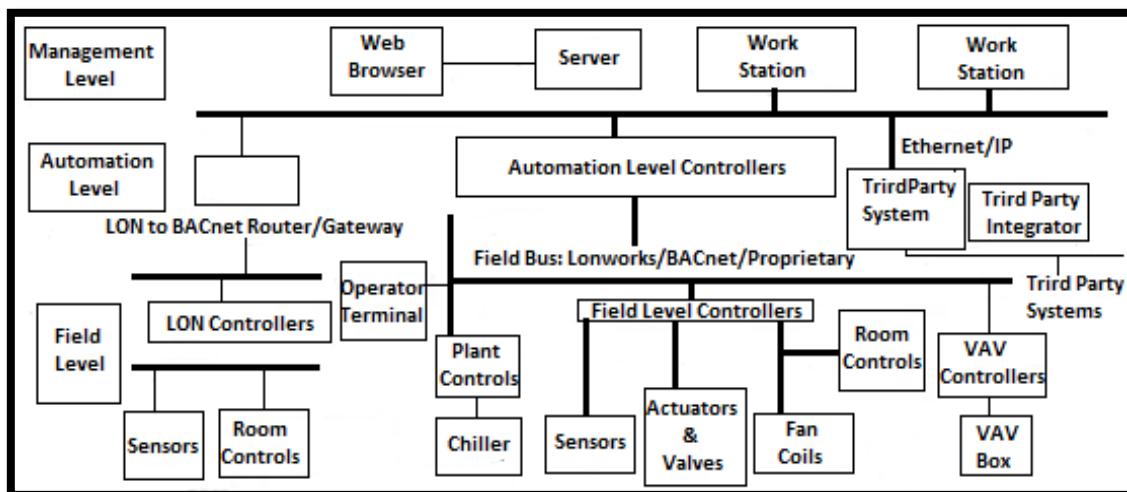 Management
Level
Web
Browser
Server
Work
Station
Work
Station
Automation
Level
Automation Level Controllers
Ethernet/IP
TrirdParty
System
Trird Party
Integrator
LON to BACnet Router/Gateway
Field Bus: Lonworks/BACnet/Proprietary
Operator
Terminal
Trird Party
Systems
Field
Level
LON Controllers
Field Level Controllers
Plant
Controls
Room
Controls
VAV
Controllers
Sensors
Room
Controls
Chiller
Sensors
Actuators
&
Valves
Fan
Coils
VAV
Box